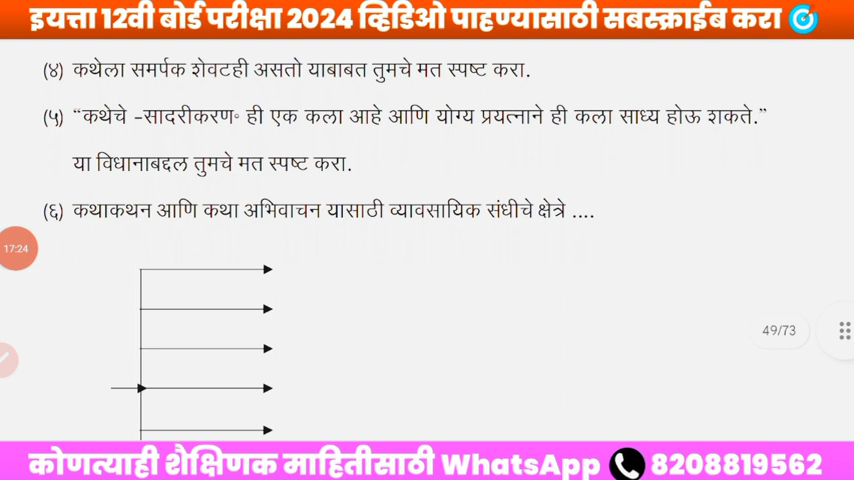 इयत्ता 12वी बोर्ड परीक्षा 2024 व्हिडिओ पाहण्यासाठी सबस्क्राईब करा
(४) कथेला समर्पक शेवटही असतो याबाबत तुमचे मत स्पष्ट करा.
(५) “कथेचे -सादरीकरण- ही एक कला आहे आणि योग्य प्रयत्नाने ही कला साध्य होऊ शकते.”
या विधानाबद्दल तुमचे मत स्पष्ट करा.
(६) कथाकथन आणि कथा अभिवाचन यासाठी व्यावसायिक संधीचे क्षेत्रे ....
17:24
49/73
कोणत्याही शैक्षिणक माहितीसाठी WhatsApp 8208819562